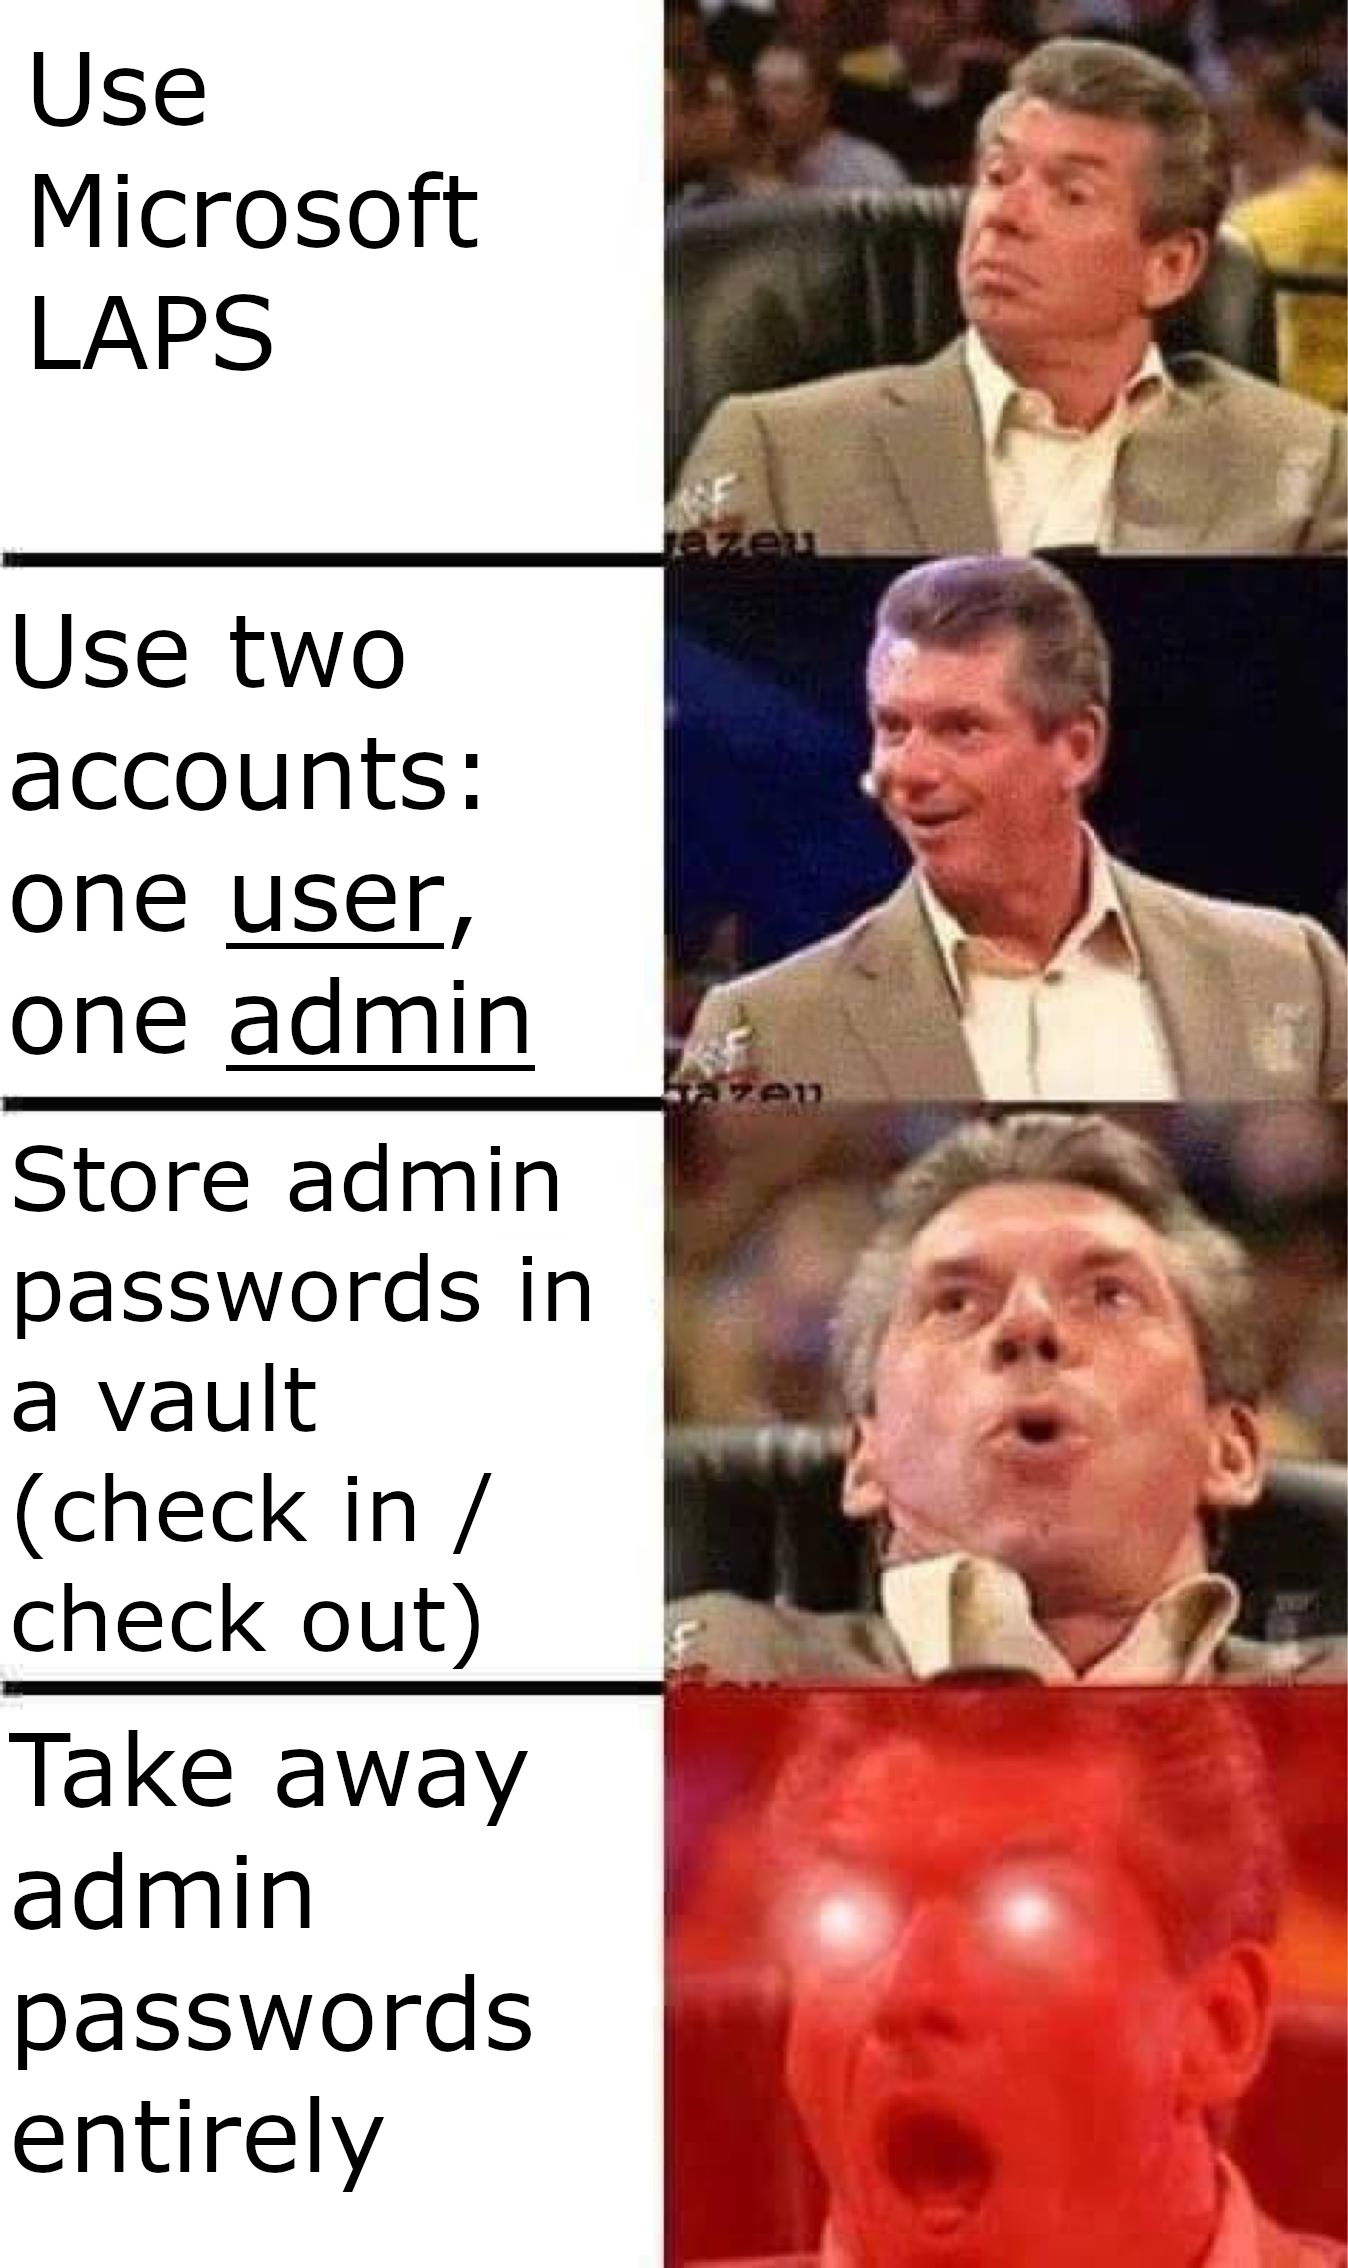 Use
Microsoft
LAPS
Use two
accounts:
one user,
one admin
Store admin
passwords in
a vault
(check in /
check out)
Take away
admin
passwords
entirely